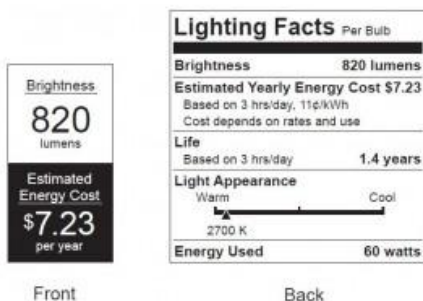 Brightness
820
lumens
Estimated
Energy Cost
$7.23
per year
Front
Lighting Facts Per Bulb
Brightness 820 lumens
Estimated Yearly Energy Cost $7.23
Based on 3 hrs/day, 11¢/kWh
Cost depends on rates and use
Life
Based on 3 hrs/day 1.4 years
Light Appearance
Warm Cool
2700 K
Energy Used 60 watts
Back